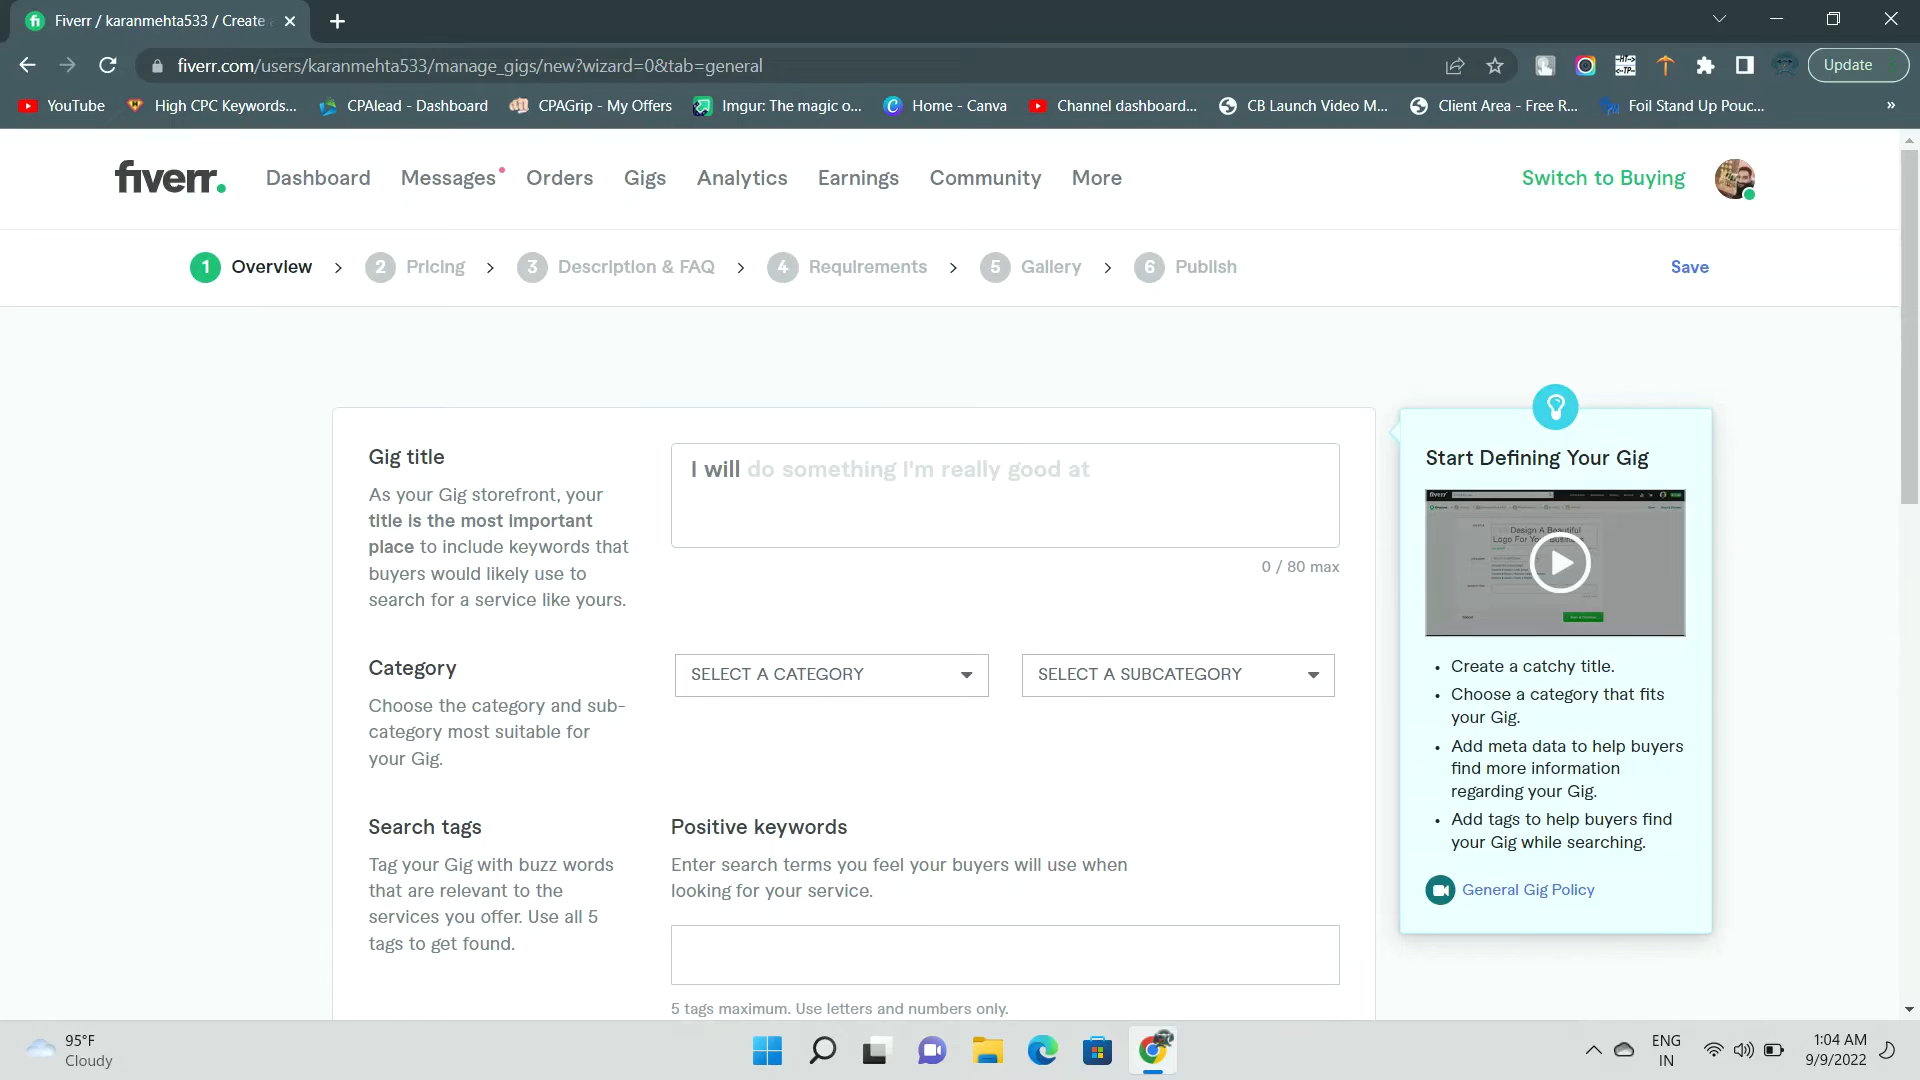 Fiverr / karanmehta533 / Create
fiverr.com/users/karanmehta533/manage_gigs/new?wizard=0&tab=general
Update
YouTube
High CPC Keywords...
CPAlead - Dashboard
CPAGrip - My Offers
Imgur: The magic o...
Home - Canva
Channel dashboard...
CB Launch Video M...
Client Area - Free R...
Foil Stand Up Pouc...
»
fiverr.
Dashboard
Messages
Orders
Gigs
Analytics
Earnings
Community
More
Switch to Buying
1 Overview
2 Pricing
3 Description & FAQ
4 Requirements
5 Gallery
6 Publish
Save
Gig title
As your Gig storefront, your
title is the most important
place to include keywords that
buyers would likely use to
search for a service like yours.
I will do something I'm really good at
0 / 80 max
Category
Choose the category and sub-
category most suitable for
your Gig.
SELECT A CATEGORY
SELECT A SUBCATEGORY
Search tags
Tag your Gig with buzz words
that are relevant to the
services you offer. Use all 5
tags to get found.
Positive keywords
Enter search terms you feel your buyers will use when
looking for your service.
5 tags maximum. Use letters and numbers only.
Start Defining Your Gig
fiverr
Design A Beautiful
Logo For Your Business
• Create a catchy title.
• Choose a category that fits
your Gig.
• Add meta data to help buyers
find more information
regarding your Gig.
• Add tags to help buyers find
your Gig while searching.
General Gig Policy
95°F
Cloudy
ENG
IN
1:04 AM
9/9/2022